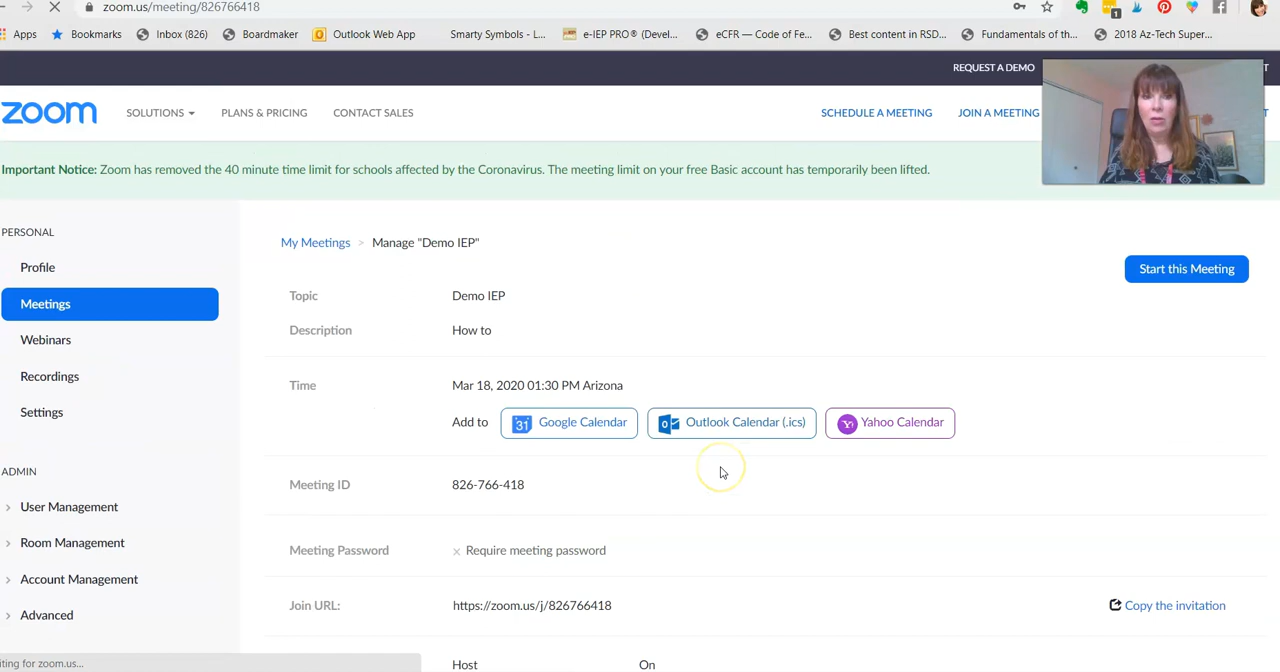 zoom.us/meeting/826766418
1
Apps Bookmarks Inbox (826) Boardmaker Outlook Web App Smarty Symbols - L... e-IEP PRO® (Devel... eCFR — Code of Fe... Best content in RSD... Fundamentals of th... 2018 Az-Tech Super...
REQUEST A DEMO
zoom SOLUTIONS PLANS & PRICING CONTACT SALES SCHEDULE A MEETING JOIN A MEETING
Important Notice: Zoom has removed the 40 minute time limit for schools affected by the Coronavirus. The meeting limit on your free Basic account has temporarily been lifted.
PERSONAL
Profile
Meetings
Webinars
Recordings
Settings
ADMIN
User Management
Room Management
Account Management
Advanced
My Meetings > Manage "Demo IEP"
Start this Meeting
Topic Demo IEP
Description How to
Time Mar 18, 2020 01:30 PM Arizona
Add to 31 Google Calendar Outlook Calendar (.ics) Yahoo Calendar
Meeting ID 826-766-418
Meeting Password × Require meeting password
Join URL: https://zoom.us/j/826766418 Copy the invitation
Host On
iting for zoom.us...